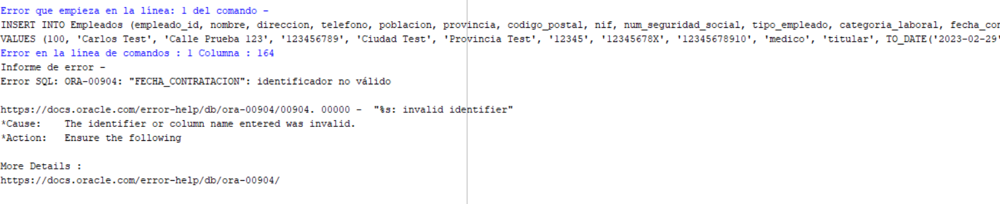 Error que empieza en la línea: 1 del comando -
INSERT INTO Empleados (empleado_id, nombre, direccion, telefono, poblacion, provincia, codigo_postal, nif, num_seguridad_social, tipo_empleado, categoria_laboral, fecha_con
VALUES (100, 'Carlos Test', 'Calle Prueba 123', '123456789', 'Ciudad Test', 'Provincia Test', '12345', '12345678X', '12345678910', 'medico', 'titular', TO_DATE('2023-02-29'
Error en la línea de comandos : 1 Columna : 164
Informe de error -
Error SQL: ORA-00904: "FECHA_CONTRATACION": identificador no válido
https://docs.oracle.com/error-help/db/ora-00904/00904. 00000 -  "%s: invalid identifier"
*Cause:    The identifier or column name entered was invalid.
*Action:   Ensure the following
More Details :
https://docs.oracle.com/error-help/db/ora-00904/